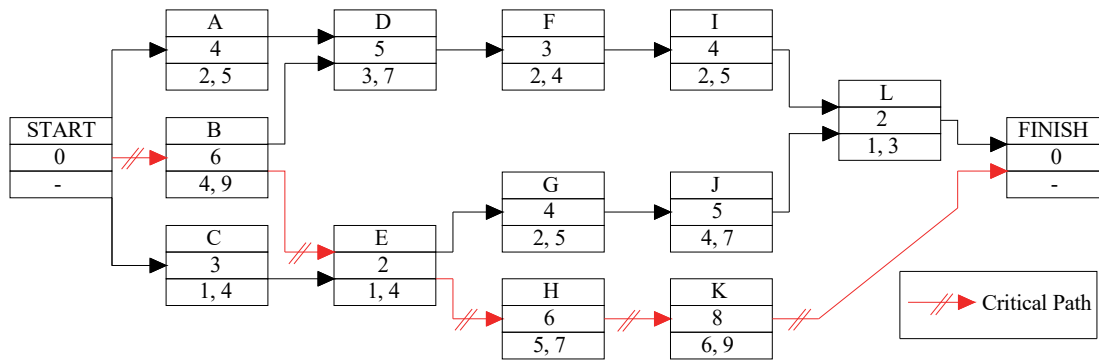 START
0
-
A
4
2, 5
B
6
4, 9
C
3
1, 4
D
5
3, 7
E
2
1, 4
F
3
2, 4
G
4
2, 5
H
6
5, 7
I
4
2, 5
J
5
4, 7
K
8
6, 9
L
2
1, 3
FINISH
0
-
Critical Path